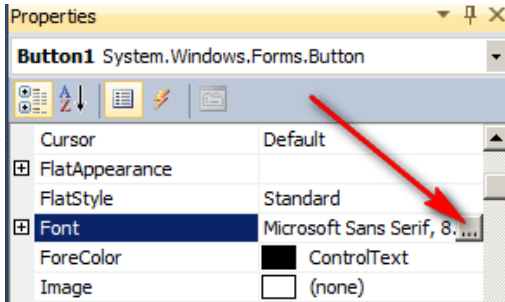 Properties
Button1 System.Windows.Forms.Button
Cursor Default
FlatAppearance
FlatStyle Standard
Font Microsoft Sans Serif, 8. ...
ForeColor ControlText
Image (none)